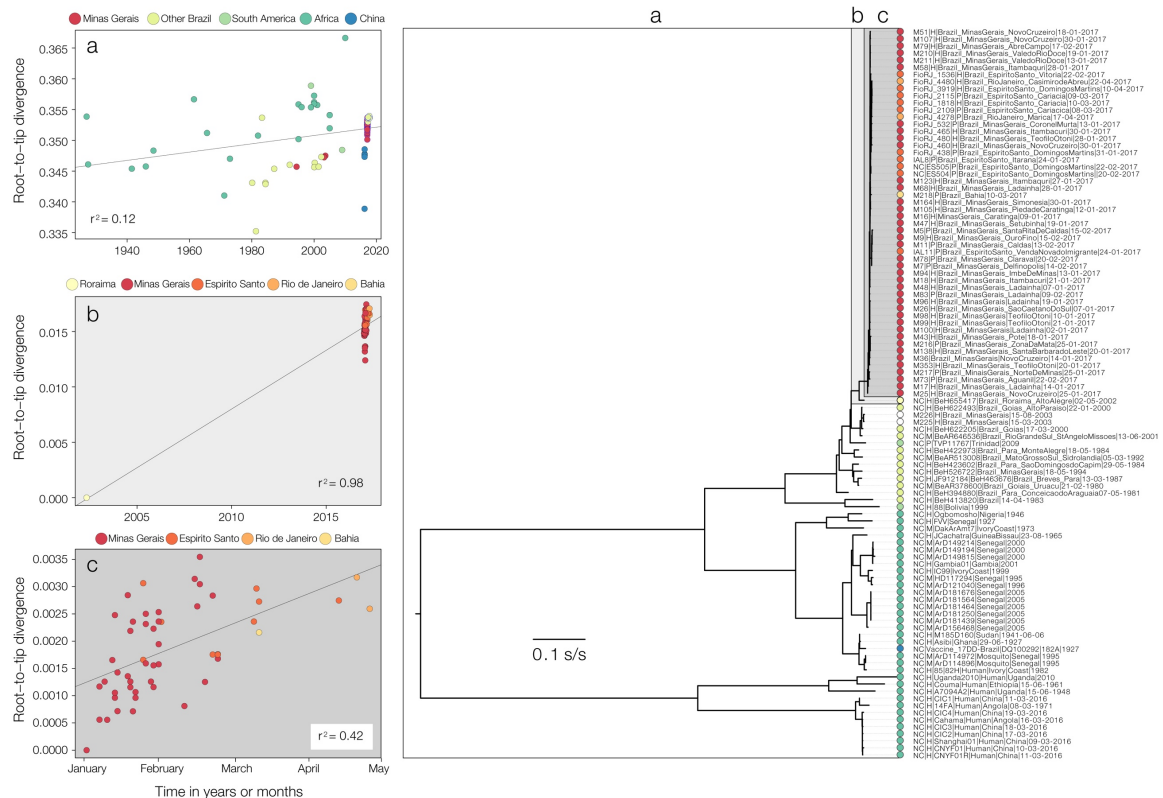 Minas Gerais Other Brazil South America Africa China
a
Root-to-tip divergence
0.365
0.360
0.355
0.350
0.345
0.340
0.335
r²= 0.12
1940 1960 1980 2000 2020
Roraima Minas Gerais Espirito Santo Rio de Janeiro Bahia
b
Root-to-tip divergence
0.015
0.010
0.005
0.000
r²= 0.98
2005 2010 2015
Minas Gerais Espirito Santo Rio de Janeiro Bahia
c
Root-to-tip divergence
0.0035
0.0030
0.0025
0.0020
0.0015
0.0010
0.0005
0.0000
r²= 0.42
January February March April May
Time in years or months
a b c
0.1 s/s
M51|H|Brazil_MinasGerais_NovoCruzeiro|18-01-2017
M107|H|Brazil_MinasGerais_NovoCruzeiro|30-01-2017
M79|H|Brazil_MinasGerais_AbreCampo|17-02-2017
M210|H|Brazil_MinasGerais_ValedoRioDoce|19-01-2017
M211|H|Brazil_MinasGerais_ValedoRioDoce|13-01-2017
M58|H|Brazil_MinasGerais_Itambaquri|28-01-2017
FioRJ_1536|H|Brazil_EspiritoSanto_Vitoria|22-02-2017
FioRJ_4480|H|Brazil_RioJaneiro_CasimirodeAbreu|22-04-2017
FioRJ_3919|H|Brazil_EspiritoSanto_DomingosMartins|10-04-2017
FioRJ_2115|P|Brazil_EspiritoSanto_Cariacia|09-03-2017
FioRJ_1818|H|Brazil_EspiritoSanto_Cariacia|10-03-2017
FioRJ_2109|P|Brazil_EspiritoSanto_Cariacica|08-03-2017
FioRJ_4278|P|Brazil_RioJaneiro_Marica|17-04-2017
FioRJ_532|P|Brazil_MinasGerais_CoronelMurta|13-01-2017
FioRJ_465|H|Brazil_MinasGerais_Itambacuri|30-01-2017
FioRJ_480|H|Brazil_MinasGerais_TeofiloOtoni|28-01-2017
FioRJ_460|H|Brazil_MinasGerais_NovoCruzeiro|30-01-2017
FioRJ_438|P|Brazil_EspiritoSanto_DomingosMartins|31-01-2017
IAL8|P|Brazil_EspiritoSanto_Itarana|24-01-2017
NC|ES505|P|Brazil_EspiritoSanto_DomingosMartins|22-02-2017
NC|ES504|P|Brazil_EspiritoSanto_DomingosMartins|20-02-2017
M123|H|Brazil_MinasGerais_Itambaquri|27-01-2017
M68|H|Brazil_MinasGerais_Ladainha|28-01-2017
M218|P|Brazil_Bahia|10-03-2017
M164|H|Brazil_MinasGerais_Simonesia|30-01-2017
M105|H|Brazil_MinasGerais_PiedadeCaratinga|12-01-2017
M16|H|MinasGerais_Caratinga|09-01-2017
M47|H|Brazil_MinasGerais_Setubinha|19-01-2017
M5|P|Brazil_MinasGerais_SantaRitaDeCaldas|15-02-2017
M9|H|Brazil_MinasGerais_OuroFino|15-02-2017
M11|P|Brazil_MinasGerais_Caldas|13-02-2017
IAL11|P|Brazil_EspiritoSanto_VendaNovadoImigrante|24-01-2017
M78|P|Brazil_MinasGerais_Claraval|20-02-2017
M7|P|Brazil_MinasGerais_Delfinopolis|14-02-2017
M94|H|Brazil_MinasGerais_ImbeDeMinas|13-01-2017
M18|H|Brazil_MinasGerais_Itambacuri|21-01-2017
M48|H|Brazil_MinasGerais_Ladainha|07-01-2017
M83|P|Brazil_MinasGerais_Ladainha|09-02-2017
M96|H|Brazil_MinasGerais_Ladainha|19-01-2017
M26|H|Brazil_MinasGerais_SaoCaetanoDoSul|07-01-2017
M98|H|Brazil_MinasGerais_TeofiloOtoni|10-01-2017
M99|H|Brazil_MinasGerais_TeofiloOtoni|21-01-2017
M100|H|Brazil_MinasGerais_Ladainha|02-01-2017
M43|H|Brazil_MinasGerais_Pote|18-01-2017
M216|P|Brazil_MinasGerais_ZonaDaMata|25-01-2017
M138|H|Brazil_MinasGerais_SantaBarbaradoLeste|20-01-2017
M36|Brazil_MinasGerais|NovoCruzeiro|14-01-2017
M353|H|Brazil_MinasGerais_TeofiloOtoni|20-01-2017
M217|P|Brazil_MinaisGerais_NorteDeMinas|25-01-2017
M73|P|Brazil_MinasGerais_Aguanil|22-02-2017
M17|H|Brazil_MinasGerais_Ladainha|21-01-2017
M25|H|Brazil_MinasGerais_NovoCruzeiro|25-01-2017
NC|H|BeH655417|Brazil_Roraima_AltoAlegre|02-05-2002
NC|H|BeH622493|Brazil_Goias_AltoParaiso|22-01-2000
M226|H|Brazil_MinasGerais|15-08-2003
M225|H|Brazil_MinasGerais|15-03-2003
NC|H|BeH622205|Brazil_Goias|17-03-2000
NC|M|BeAR646536|Brazil_RioGrandeSul_StAngeloMissoes|13-06-2001
NC|P|TVP11767|Trinidad|2009
NC|H|BeH422973|Brazil_Para_MonteAlegre|18-05-1984
NC|M|BeAR513008|Brazil_MatoGrossoSul_Sidrolandia|05-03-1992
NC|H|BeH423602|Brazil_Para_SaoDomingosdoCapim|29-05-1984
NC|H|BeH526722|Brazil_MinasGerais|18-05-1994
NC|H|JF912184|BeH463676|Brazil_Breves_Para|13-03-1987
NC|M|BeAR378600|Brazil_Goiais_Uruacu|21-02-1980
NC|H|BeH394880|Brazil_Para_ConceicaodoAraguaia|07-05-1981
NC|H|BeH413820|Brazil|14-04-1983
NC|H|88|Bolivia|1999
NC|H|Ogbomosho|Nigeria|1946
NC|H|FVV|Senegal|1927
NC|M|DakArAmt7|IvoryCoast|1973
NC|H|JCachatra|GuineaBissau|23-08-1965
NC|M|ArD149214|Senegal|2000
NC|M|ArD149194|Senegal|2000
NC|M|ArD149815|Senegal|2000
NC|H|Gambia01|Gambia|2001
NC|H|IC99|IvoryCoast|1999
NC|M|HD117294|Senegal|1995
NC|M|ArD121040|Senegal|1996
NC|M|ArD181676|Senegal|2005
NC|M|ArD181564|Senegal|2005
NC|M|ArD181464|Senegal|2005
NC|M|ArD181250|Senegal|2005
NC|M|ArD181439|Senegal|2005
NC|M|ArD156468|Senegal|2005
NC|H|M185D160|Sudan|1941-06-06
NC|H|Asibi|Ghana|29-06-1927
NC|Vaccine_17DD-Brazil|DQ100292|182A|1927
NC|M|ArD114972|Mosquito|Senegal|1995
NC|M|ArD114896|Mosquito|Senegal|1995
NC|H|85|82H|Human|IvoryCoast|1982
NC|H|Uganda2010|Human|Uganda|2010
NC|H|Couma|Human|Ethiopia|15-06-1961
NC|H|A7094A2|Human|Uganda|15-06-1948
NC|H|CIC1|Human|China|11-03-2016
NC|H|14FA|Human|Angola|08-03-1971
NC|H|CIC4|Human|China|19-03-2016
NC|H|Cahama|Human|Angola|16-03-2016
NC|H|CIC3|Human|China|18-03-2016
NC|H|CIC2|Human|China|17-03-2016
NC|H|Shanghai01|Human|China|09-03-2016
NC|H|CNYF01|Human|China|10-03-2016
NC|H|CNYF01R|Human|China|11-03-2016